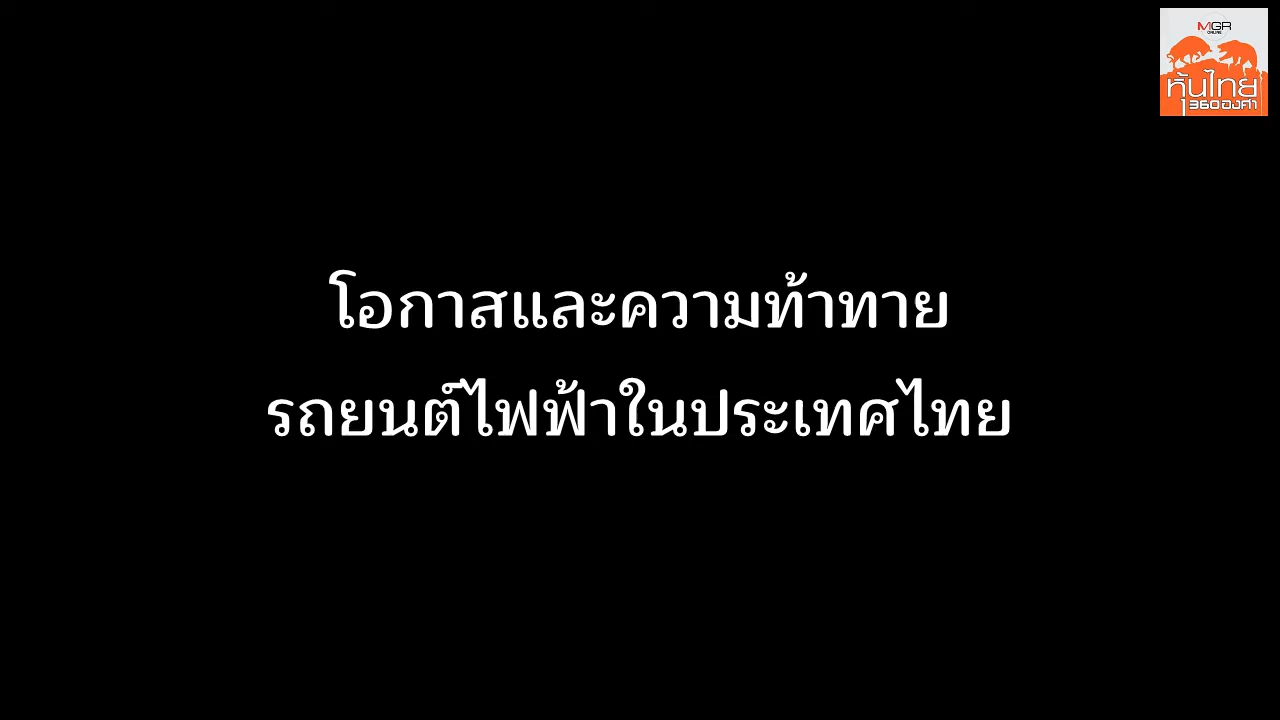 MGR
ONLINE
หุ้นไทย
360องศา
โอกาสและความท้าทาย
รถยนต์ไฟฟ้าในประเทศไทย